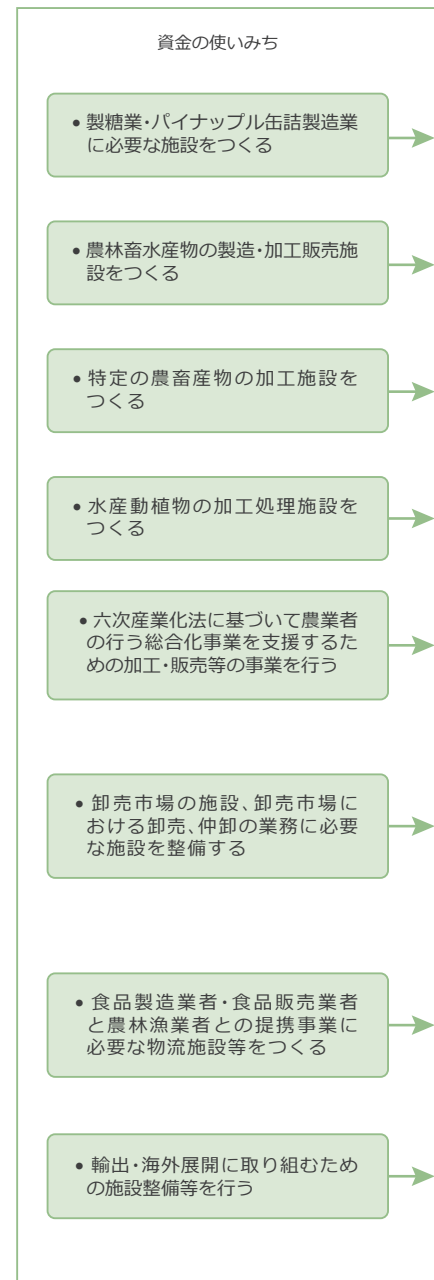 資金の使いみち
• 製糖業・パイナップル缶詰製造業
に必要な施設をつくる
• 農林畜水産物の製造・加工販売施
設をつくる
• 特定の農畜産物の加工施設を
つくる
• 水産動植物の加工処理施設を
つくる
• 六次産業化法に基づいて農業者
の行う総合化事業を支援するた
めの加工・販売等の事業を行う
• 卸売市場の施設、卸売市場に
おける卸売、仲卸の業務に必要
な施設を整備する
• 食品製造業者・食品販売業者
と農林漁業者との提携事業に
必要な物流施設等をつくる
• 輸出・海外展開に取り組むため
の施設整備等を行う